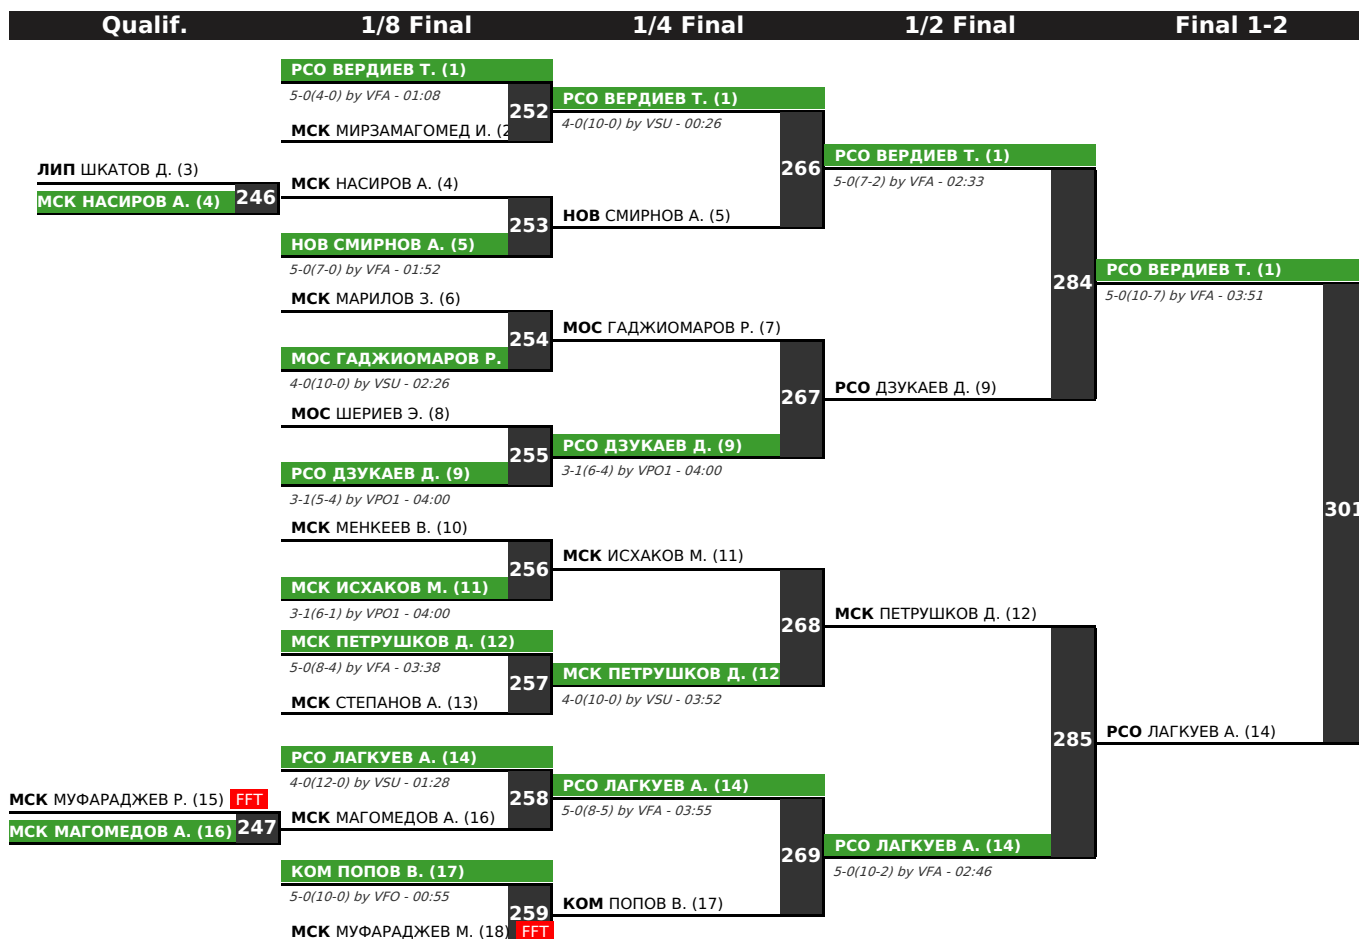 Qualif. 1/8 Final 1/4 Final 1/2 Final Final 1-2
ЛИП ШКАТОВ Д. (3)
МСК НАСИРОВ А. (4)
246
МСК МУФАРАДЖЕВ Р. (15) FFT
МСК МАГОМЕДОВ А. (16)
247
РСО ВЕРДИЕВ Т. (1)
5-0(4-0) by VFA - 01:08
252
МСК МИРЗАМАГОМЕД И. (2
МСК НАСИРОВ А. (4)
253
НОВ СМИРНОВ А. (5)
5-0(7-0) by VFA - 01:52
МСК МАРИЛОВ З. (6)
254
МОС ГАДЖИОМАРОВ Р.
4-0(10-0) by VSU - 02:26
МОС ШЕРИЕВ Э. (8)
255
РСО ДЗУКАЕВ Д. (9)
3-1(5-4) by VPO1 - 04:00
МСК МЕНКЕЕВ В. (10)
256
МСК ИСХАКОВ М. (11)
3-1(6-1) by VPO1 - 04:00
МСК ПЕТРУШКОВ Д. (12)
5-0(8-4) by VFA - 03:38
257
МСК СТЕПАНОВ А. (13)
РСО ЛАГКУЕВ А. (14)
4-0(12-0) by VSU - 01:28
258
МСК МАГОМЕДОВ А. (16)
КОМ ПОПОВ В. (17)
5-0(10-0) by VFO - 00:55
259
МСК МУФАРАДЖЕВ М. (18) FFT
РСО ВЕРДИЕВ Т. (1)
4-0(10-0) by VSU - 00:26
266
НОВ СМИРНОВ А. (5)
МОС ГАДЖИОМАРОВ Р. (7)
267
РСО ДЗУКАЕВ Д. (9)
3-1(6-4) by VPO1 - 04:00
МСК ИСХАКОВ М. (11)
268
МСК ПЕТРУШКОВ Д. (12
4-0(10-0) by VSU - 03:52
РСО ЛАГКУЕВ А. (14)
5-0(8-5) by VFA - 03:55
269
КОМ ПОПОВ В. (17)
РСО ВЕРДИЕВ Т. (1)
5-0(7-2) by VFA - 02:33
284
РСО ДЗУКАЕВ Д. (9)
МСК ПЕТРУШКОВ Д. (12)
285
РСО ЛАГКУЕВ А. (14)
5-0(10-2) by VFA - 02:46
РСО ВЕРДИЕВ Т. (1)
5-0(10-7) by VFA - 03:51
301
РСО ЛАГКУЕВ А. (14)